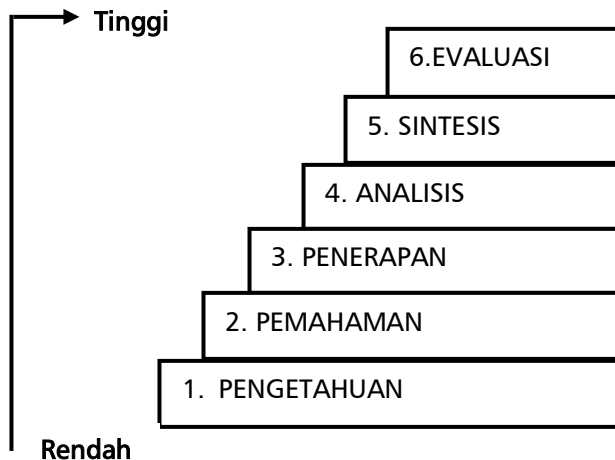 Tinggi
6.EVALUASI
5. SINTESIS
4. ANALISIS
3. PENERAPAN
2. PEMAHAMAN
1. PENGETAHUAN
Rendah